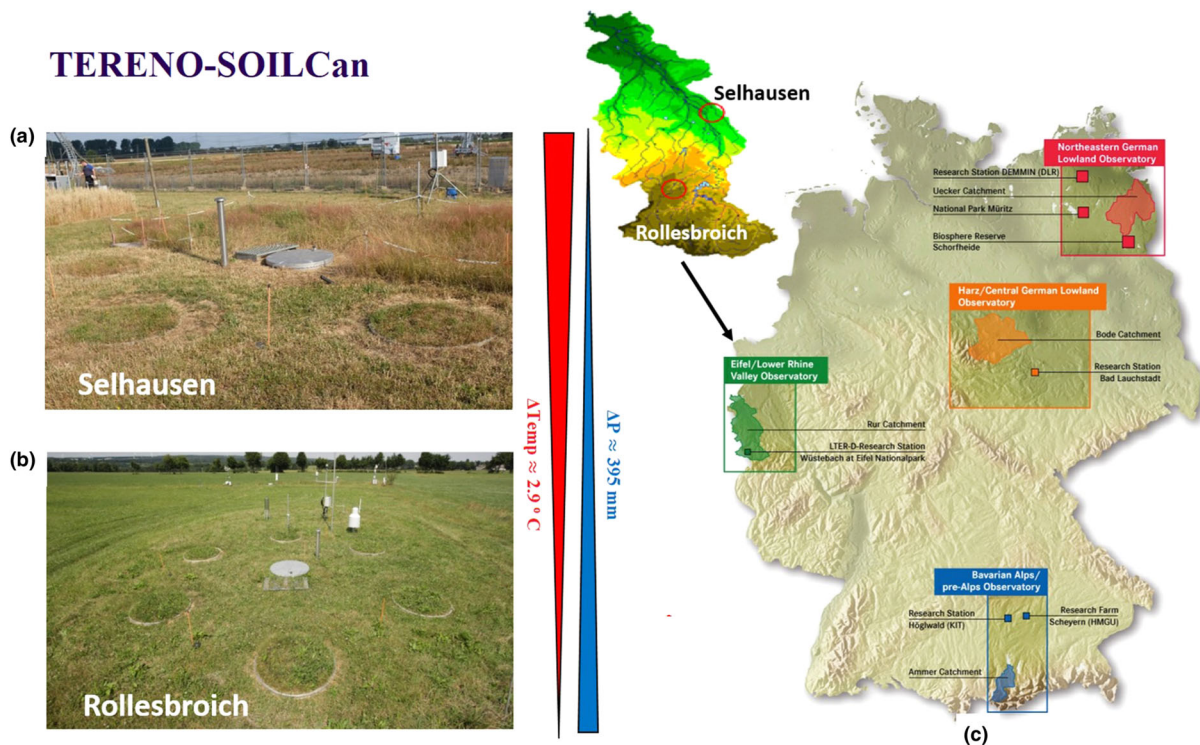 TERENO-SOILCan
(a)
Selhausen
(b)
Rollesbroich
ΔTemp ≈ 2.9 ⁰ C
ΔP ≈ 395 mm
Selhausen
Rollesbroich
Northeastern German
Lowland Observatory
Research Station DEMMIN (DLR)
Uecker Catchment
National Park Müritz
Biosphere Reserve
Schorfheide
Harz/Central German Lowland
Observatory
Bode Catchment
Research Station
Bad Lauchstadt
Eifel/Lower Rhine
Valley Observatory
Rur Catchment
LTER-D-Research Station
Wüstebach at Eifel Nationalpark
Bavarian Alps/
pre-Alps Observatory
Research Station
Höglwald (KIT)
Research Farm
Scheyern (HMGU)
Ammer Catchment
(c)